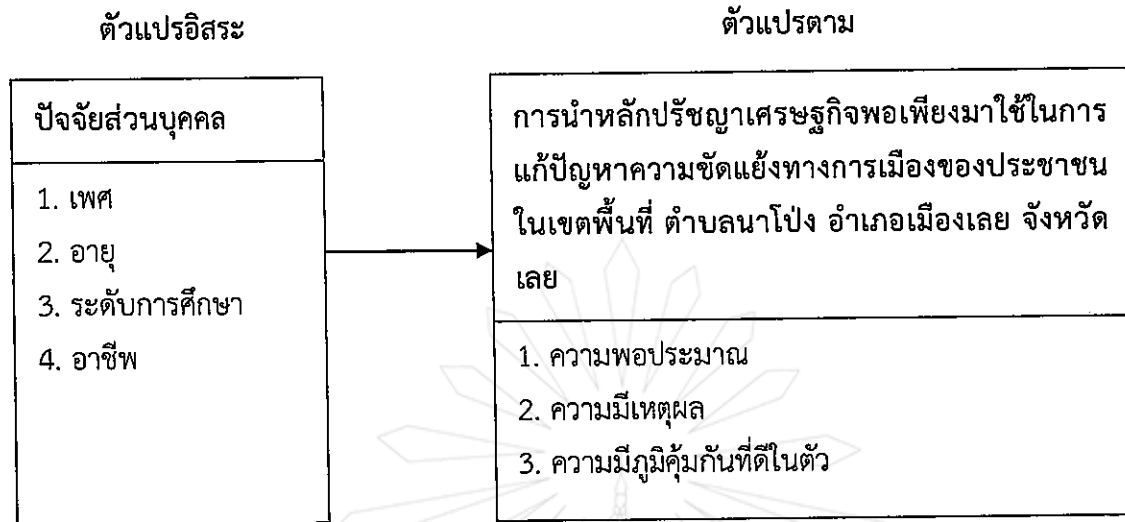 ตัวแปรอิสระ
ตัวแปรตาม
ปัจจัยส่วนบุคคล
1. เพศ
2. อายุ
3. ระดับการศึกษา
4. อาชีพ
การนำหลักปรัชญาเศรษฐกิจพอเพียงมาใช้ในการ
แก้ปัญหาความขัดแย้งทางการเมืองของประชาชน
ในเขตพื้นที่ ตำบลนาโป่ง อำเภอเมืองเลย จังหวัด
เลย
1. ความพอประมาณ
2. ความมีเหตุผล
3. ความมีภูมิคุ้มกันที่ดีในตัว